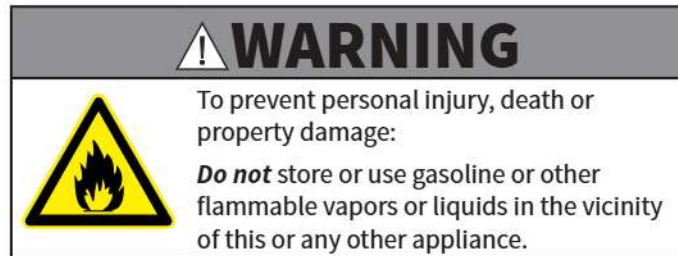 WARNING
To prevent personal injury, death or
property damage:
Do not store or use gasoline or other
flammable vapors or liquids in the vicinity
of this or any other appliance.